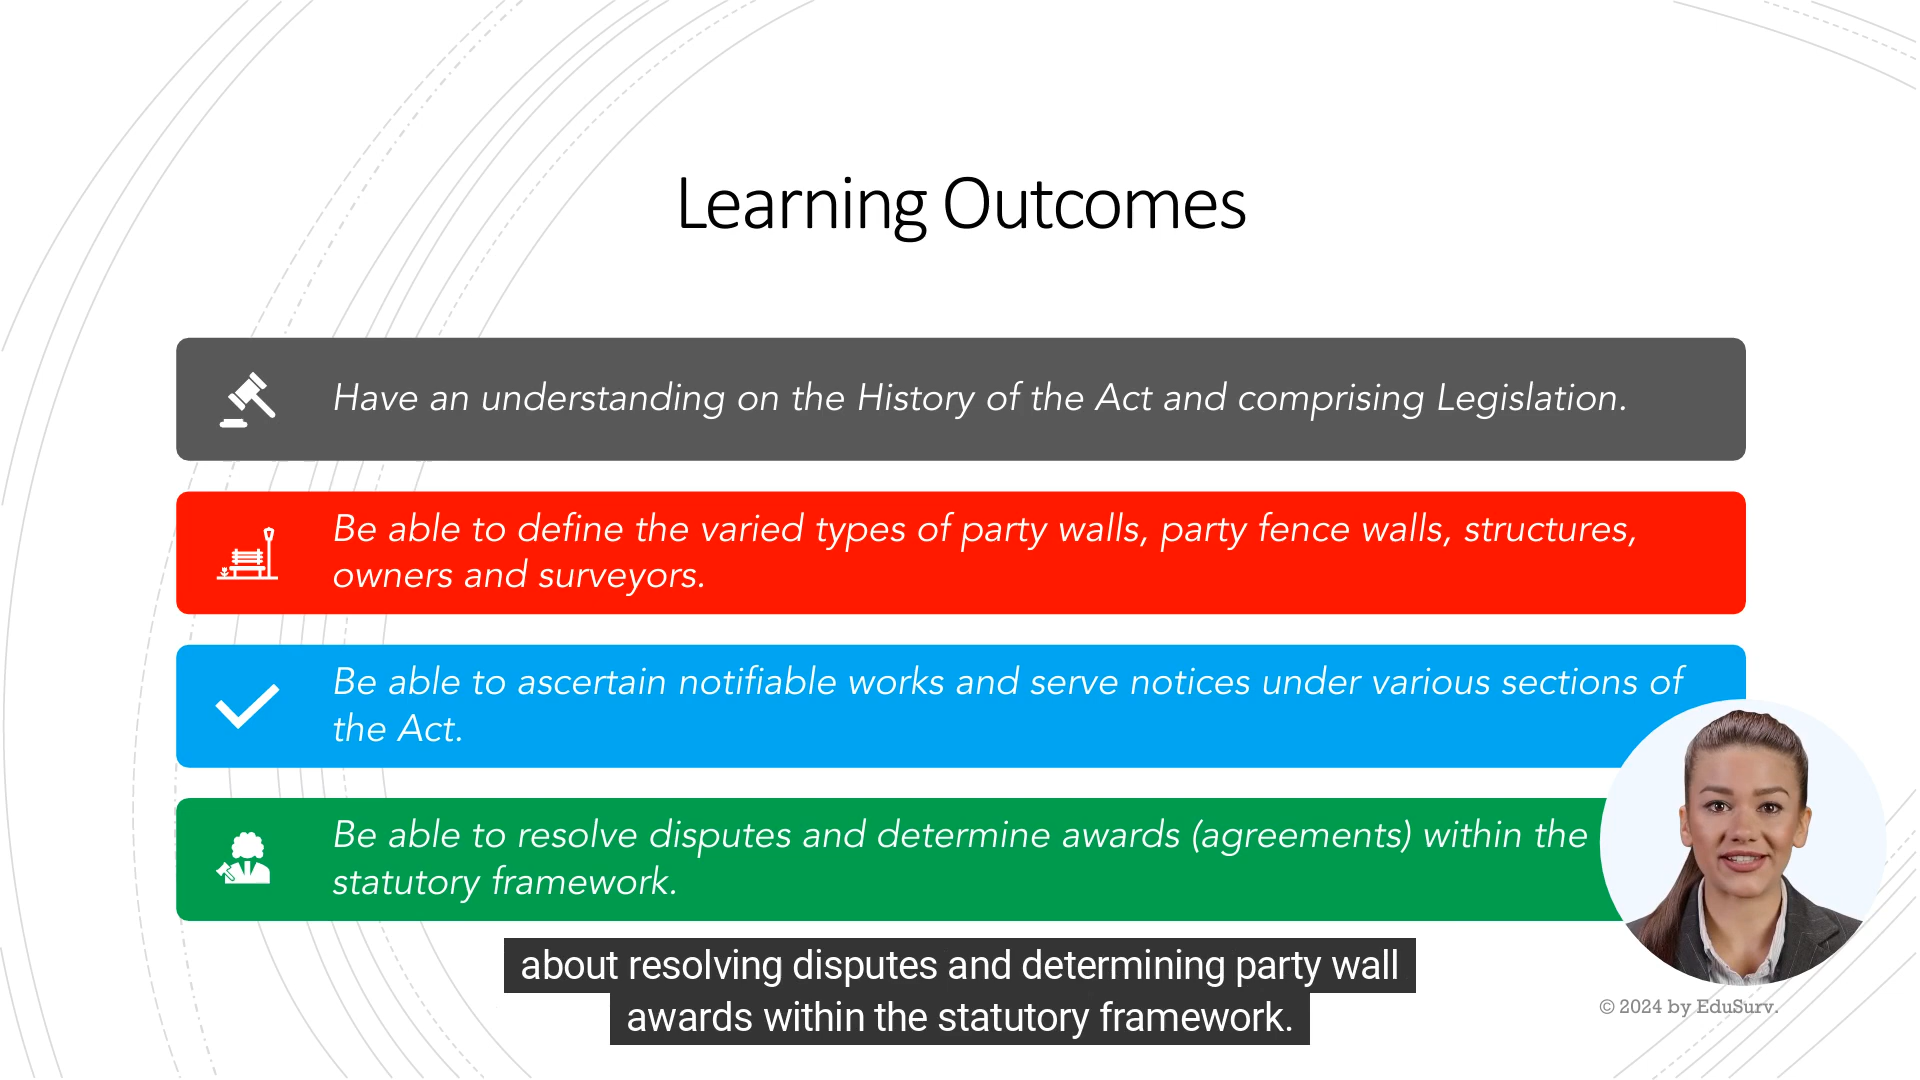 Learning Outcomes
Have an understanding on the History of the Act and comprising Legislation.
Be able to define the varied types of party walls, party fence walls, structures,
owners and surveyors.
Be able to ascertain notifiable works and serve notices under various sections of
the Act.
Be able to resolve disputes and determine awards (agreements) within the
statutory framework.
about resolving disputes and determining party wall
awards within the statutory framework.
© 2024 by EduSurv.